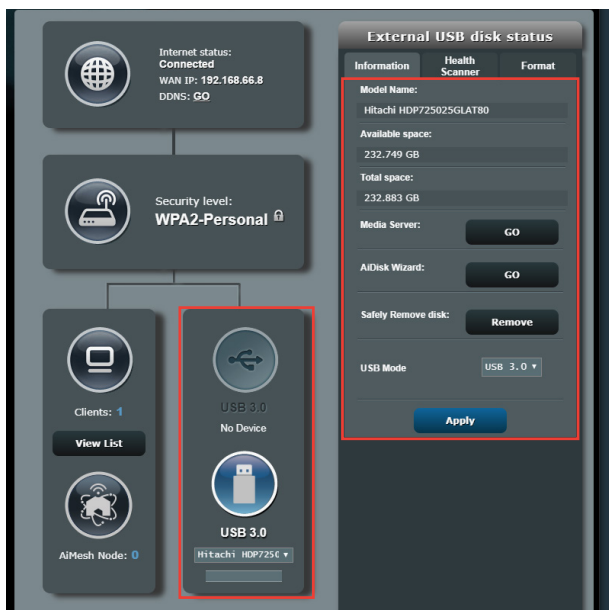 Internet status:
Connected
WAN IP: 192.168.66.8
DDNS: GO
Security level:
WPA2-Personal
Clients: 1
View List
AiMesh Node: 0
USB 3.0
No Device
USB 3.0
Hitachi HDP725(
External USB disk status
Information
Health
Scanner
Format
Model Name:
Hitachi HDP725025GLAT80
Available space:
232.749 GB
Total space:
232.883 GB
Media Server:
GO
AiDisk Wizard:
GO
Safely Remove disk:
Remove
USB Mode
USB 3.0
Apply